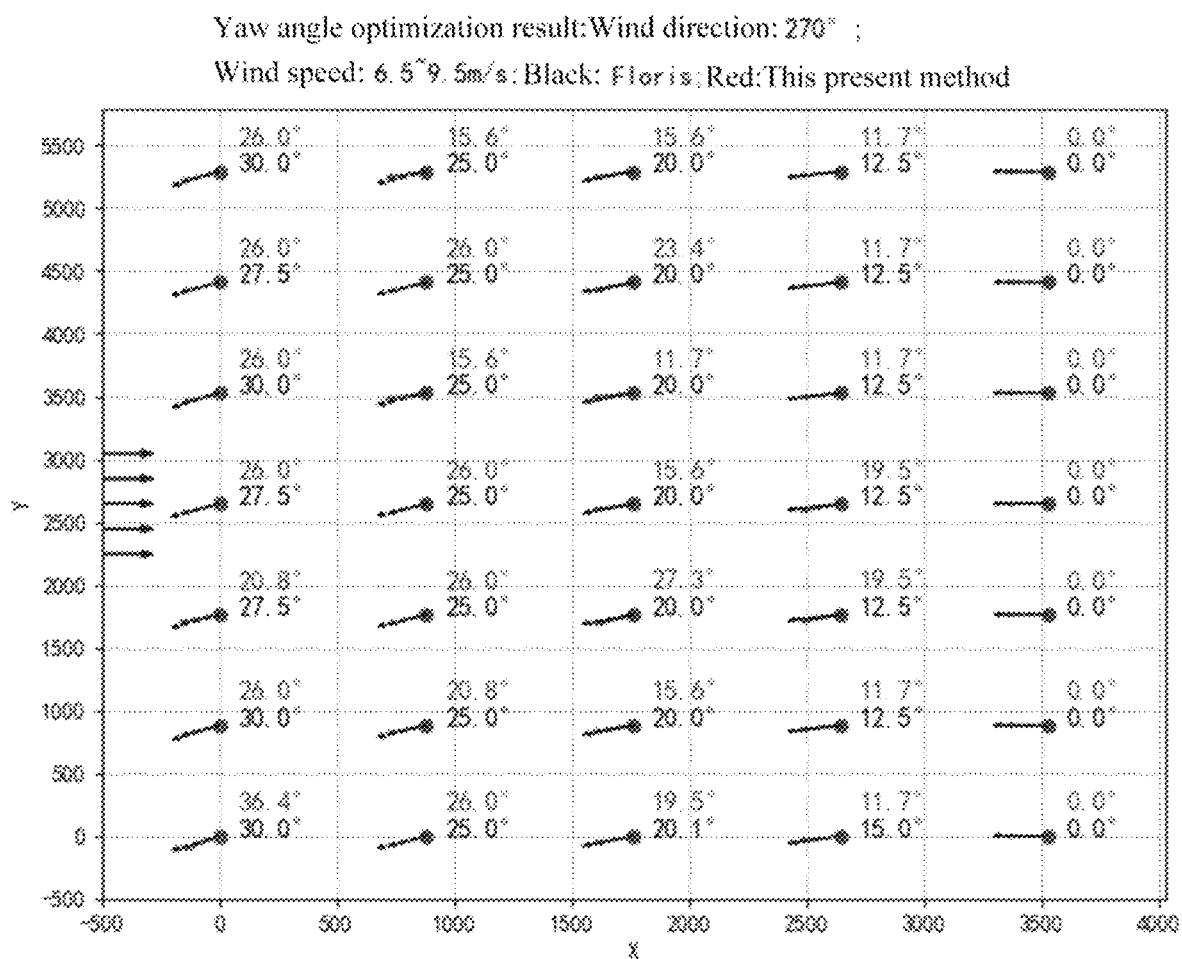 Yaw angle optimization result:Wind direction: 270° ;
Wind speed: 6.5~9.5m/s;Black: Floris;Red:This present method
5500
26.0° 15.6° 15.6° 11.7° 0.0°
30.0° 25.0° 20.0° 12.5° 0.0°
5000
26.0° 26.0° 23.4° 11.7° 0.0°
4500
27.5° 25.0° 20.0° 12.5° 0.0°
4000
26.0° 15.6° 11.7° 11.7° 0.0°
30.0° 25.0° 20.0° 12.5° 0.0°
3500
3000
26.0° 26.0° 15.6° 19.5° 0.0°
27.5° 25.0° 20.0° 12.5° 0.0°
Y
2500
2000
20.8° 26.0° 27.3° 19.5° 0.0°
27.5° 25.0° 20.0° 12.5° 0.0°
1500
26.0° 20.8° 15.6° 11.7° 0.0°
1000
30.0° 25.0° 20.0° 12.5° 0.0°
500
36.4° 26.0° 19.5° 11.7° 0.0°
30.0° 25.0° 20.1° 15.0° 0.0°
0
-500
-500 0 500 1000 1500 2000 2500 3000 3500 4000
X